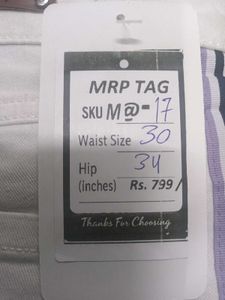 MRP TAG
SKU M@-17
Waist Size 30
Hip 34
(inches) Rs. 799/
Thanks For Choosing